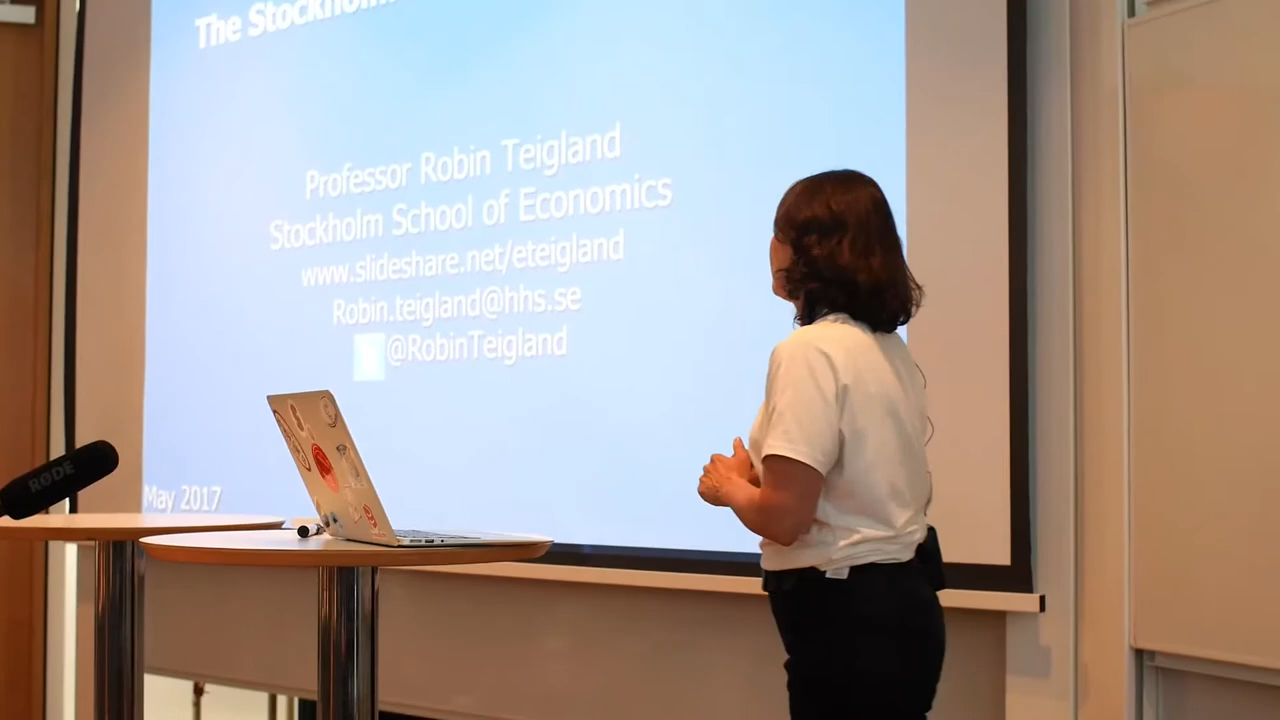 The Stockholm
Professor Robin Teigland
Stockholm School of Economics
www.slideshare.net/eteigland
Robin.teigland@hhs.se
@RobinTeigland
May 2017
RØDE